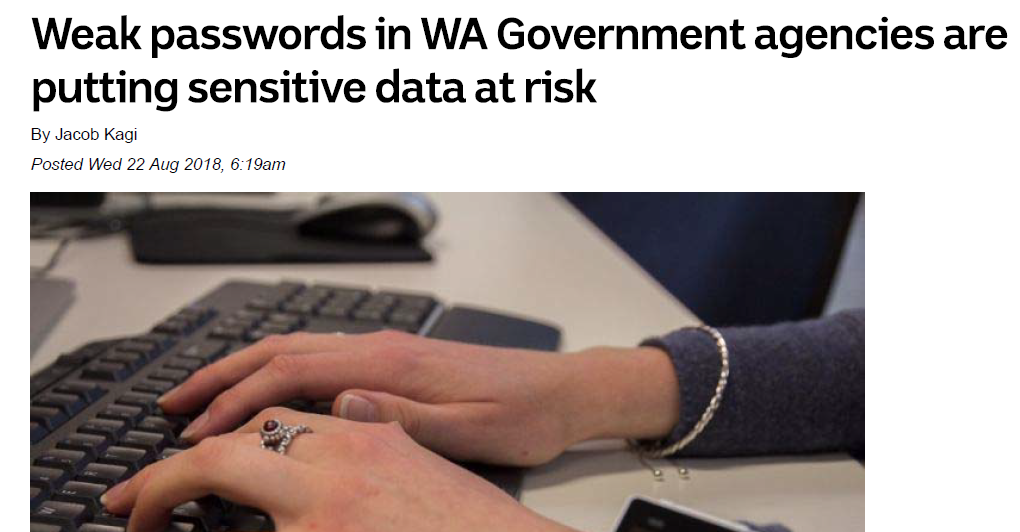 Weak passwords in WA Government agencies are
putting sensitive data at risk
By Jacob Kagi
Posted Wed 22 Aug 2018, 6:19am